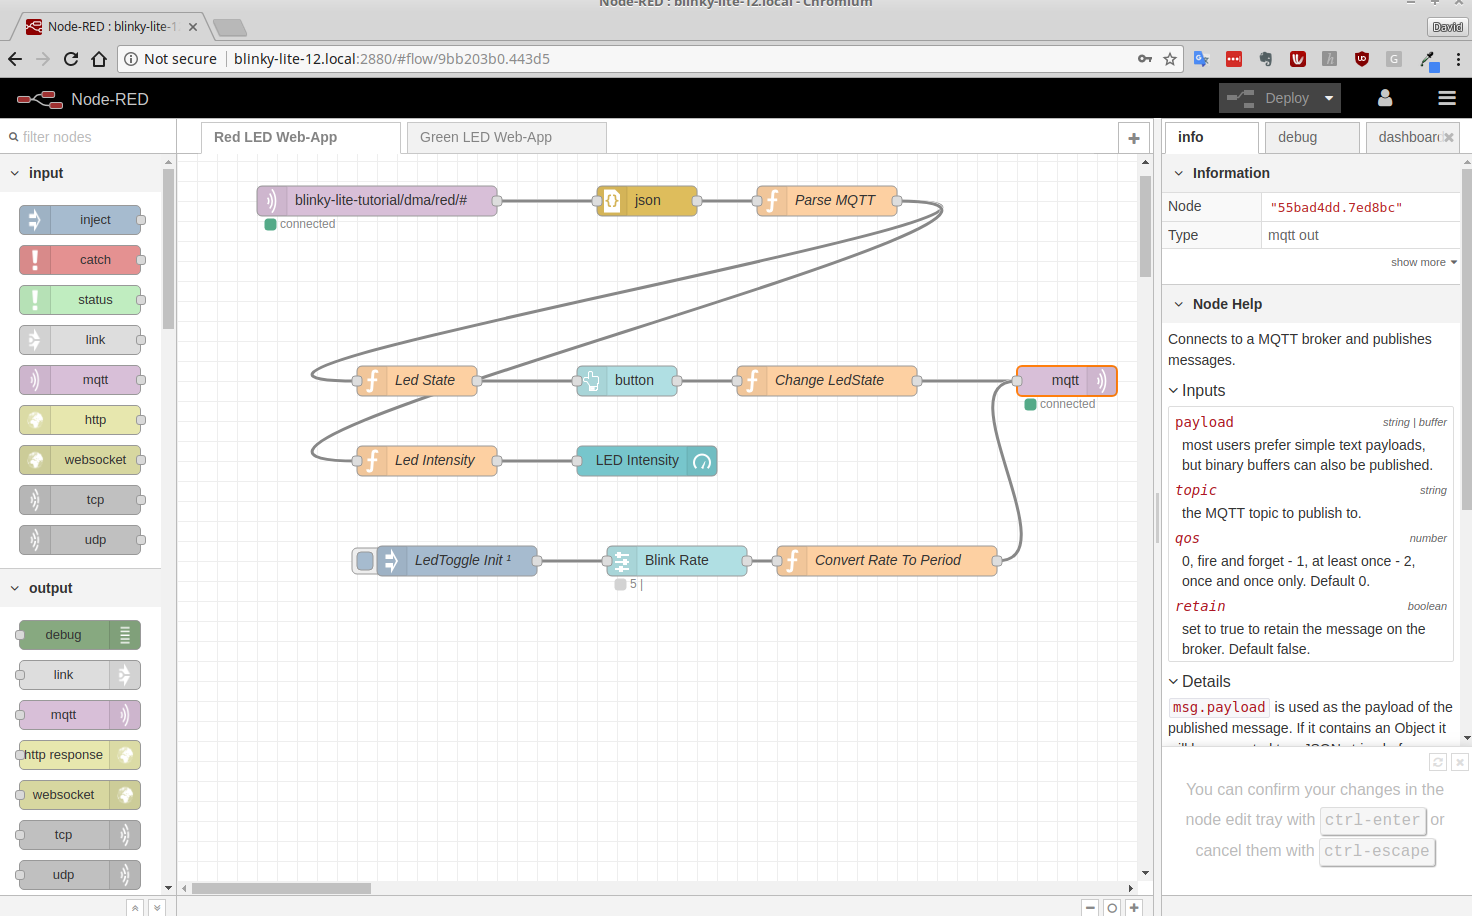 Node-RED : blinky-lite-12.local - Chromium
Node-RED : blinky-lite-1
David
Not secure
blinky-lite-12.local:2880/#flow/9bb203b0.443d5
Node-RED
Deploy
filter nodes
Red LED Web-App
Green LED Web-App
info
debug
dashboard
input
inject
catch
status
link
mqtt
http
websocket
tcp
udp
output
debug
link
mqtt
http response
websocket
tcp
udp
blinky-lite-tutorial/dma/red/#
connected
json
Parse MQTT
Led State
button
Change LedState
mqtt
connected
Led Intensity
LED Intensity
LedToggle Init ¹
Blink Rate
5 |
Convert Rate To Period
Information
Node
"55bad4dd.7ed8bc"
Type
mqtt out
show more
Node Help
Connects to a MQTT broker and publishes
messages.
Inputs
payload
string | buffer
most users prefer simple text payloads,
but binary buffers can also be published.
topic
string
the MQTT topic to publish to.
qos
number
0, fire and forget - 1, at least once - 2,
once and once only. Default 0.
retain
boolean
set to true to retain the message on the
broker. Default false.
Details
msg.payload is used as the payload of the
published message. If it contains an Object it
You can confirm your changes in the
node edit tray with ctrl-enter or
cancel them with ctrl-escape